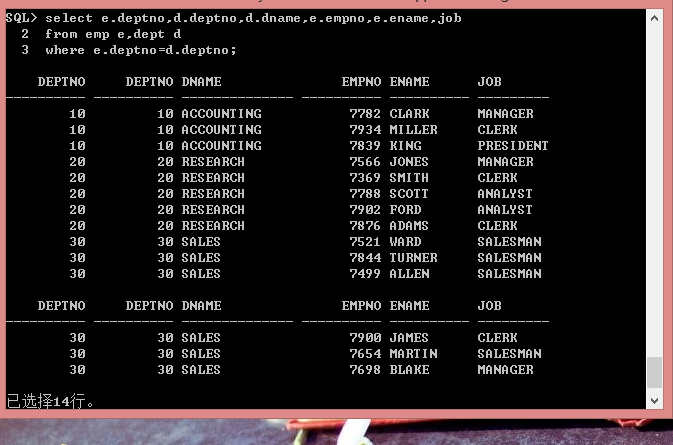 SQL> select e.deptno,d.deptno,d.dname,e.empno,e.ename,job
2 from emp e,dept d
3 where e.deptno=d.deptno;
DEPTNO DEPTNO DNAME EMPNO ENAME JOB
---------- ---------- -------------- ---------- ---------- ---------
10 10 ACCOUNTING 7782 CLARK MANAGER
10 10 ACCOUNTING 7934 MILLER CLERK
10 10 ACCOUNTING 7839 KING PRESIDENT
20 20 RESEARCH 7566 JONES MANAGER
20 20 RESEARCH 7369 SMITH CLERK
20 20 RESEARCH 7788 SCOTT ANALYST
20 20 RESEARCH 7902 FORD ANALYST
20 20 RESEARCH 7876 ADAMS CLERK
30 30 SALES 7521 WARD SALESMAN
30 30 SALES 7844 TURNER SALESMAN
30 30 SALES 7499 ALLEN SALESMAN
DEPTNO DEPTNO DNAME EMPNO ENAME JOB
---------- ---------- -------------- ---------- ---------- ---------
30 30 SALES 7900 JAMES CLERK
30 30 SALES 7654 MARTIN SALESMAN
30 30 SALES 7698 BLAKE MANAGER
已选择14行。